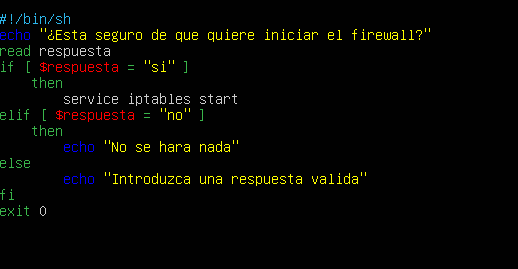 #!/bin/sh
echo "¿Esta seguro de que quiere iniciar el firewall?"
read respuesta
if [ $respuesta = "si" ]
    then
        service iptables start
elif [ $respuesta = "no" ]
    then
        echo "No se hara nada"
else
        echo "Introduzca una respuesta valida"
fi
exit 0